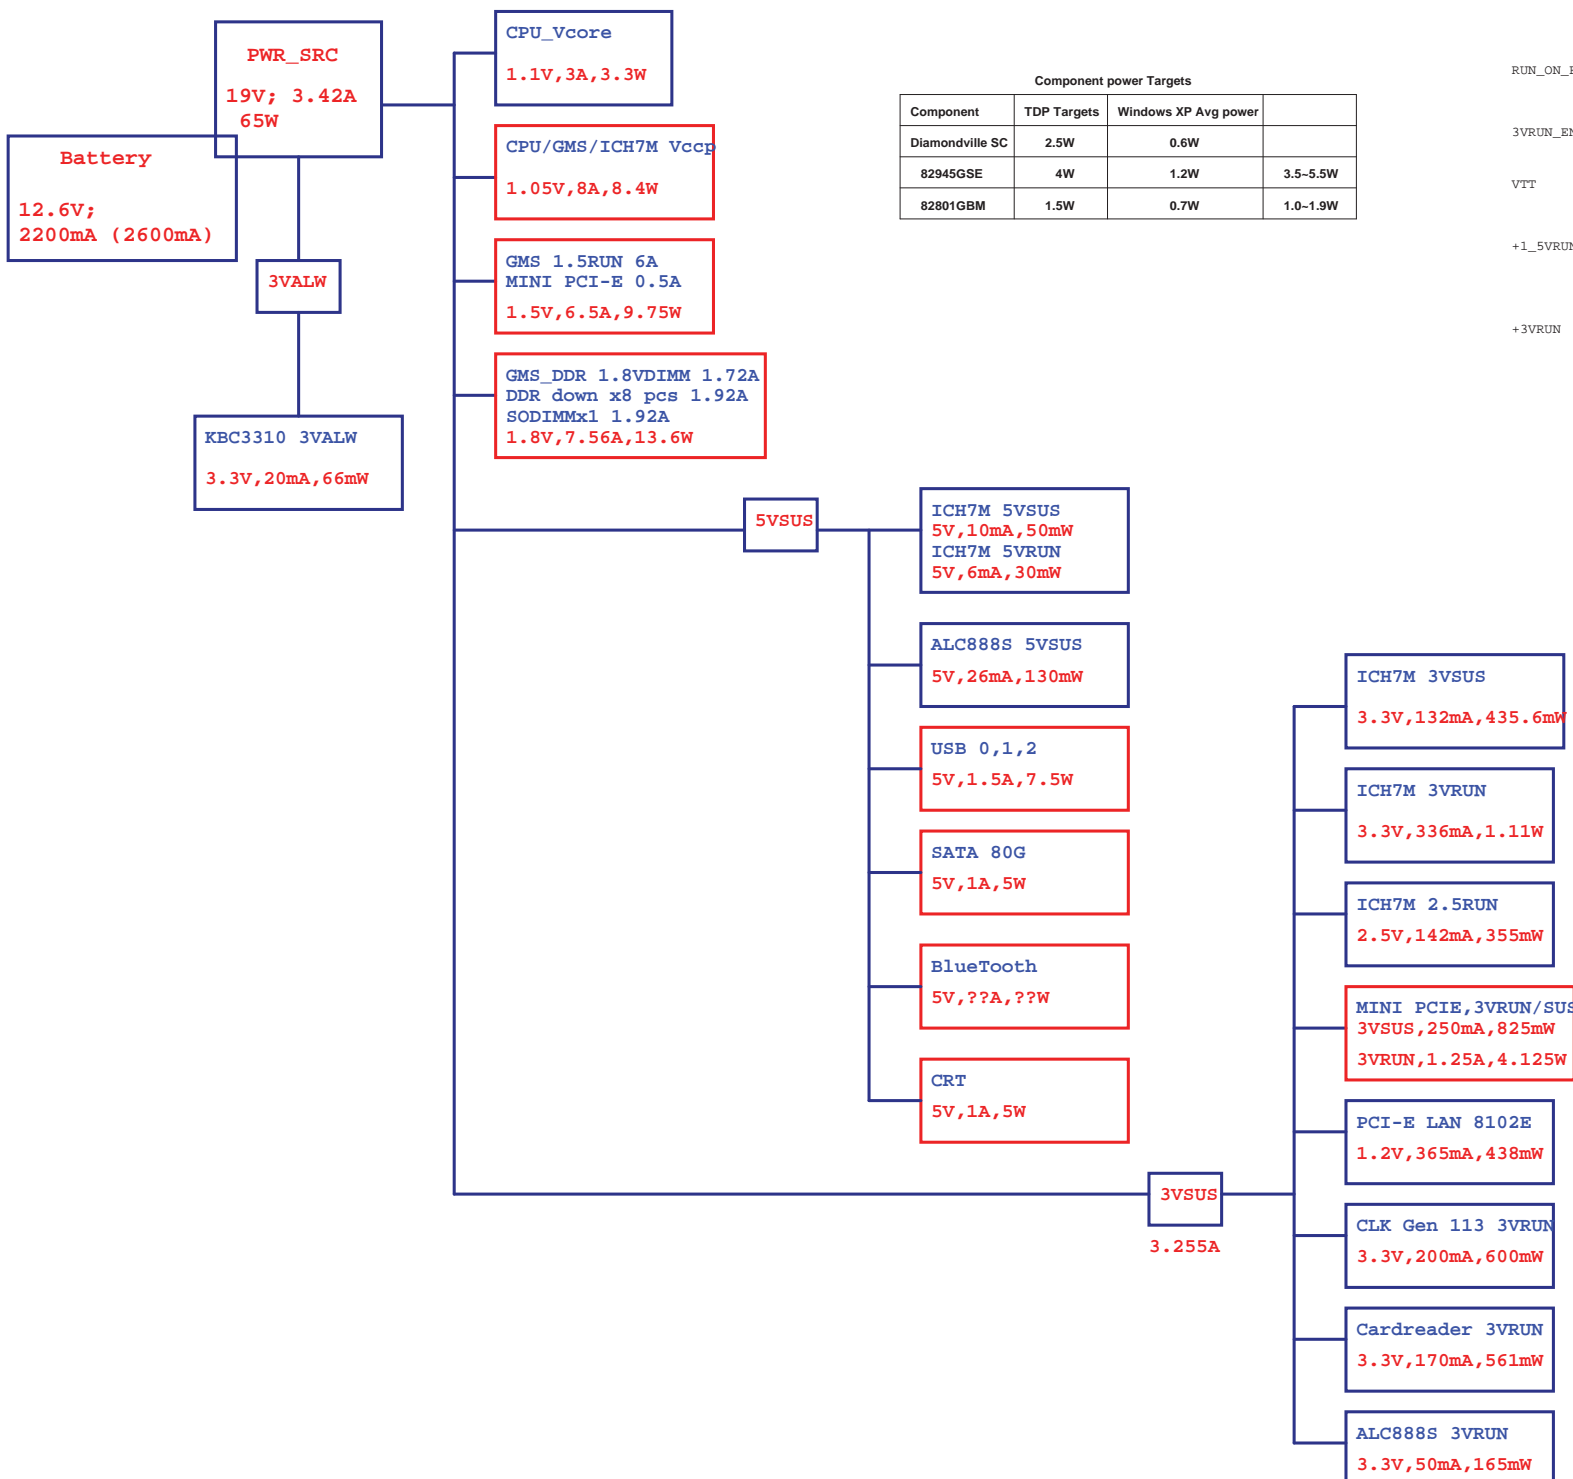 PWR_SRC
19V; 3.42A
65W
Battery
12.6V;
2200mA (2600mA)
3VALW
KBC3310 3VALW
3.3V,20mA,66mW
CPU_Vcore
1.1V,3A,3.3W
CPU/GMS/ICH7M Vccp
1.05V,8A,8.4W
GMS 1.5RUN 6A
MINI PCI-E 0.5A
1.5V,6.5A,9.75W
GMS_DDR 1.8VDIMM 1.72A
DDR down x8 pcs 1.92A
SODIMMx1 1.92A
1.8V,7.56A,13.6W
Component power Targets
Component TDP Targets Windows XP Avg power
Diamondville SC 2.5W 0.6W
82945GSE 4W 1.2W 3.5~5.5W
82801GBM 1.5W 0.7W 1.0~1.9W
RUN_ON_
3VRUN_EN
VTT
+1_5VRUN
+3VRUN
5VSUS
ICH7M 5VSUS
5V,10mA,50mW
ICH7M 5VRUN
5V,6mA,30mW
ALC888S 5VSUS
5V,26mA,130mW
USB 0,1,2
5V,1.5A,7.5W
SATA 80G
5V,1A,5W
BlueTooth
5V,??A,??W
CRT
5V,1A,5W
3VSUS
3.255A
ICH7M 3VSUS
3.3V,132mA,435.6mW
ICH7M 3VRUN
3.3V,336mA,1.11W
ICH7M 2.5RUN
2.5V,142mA,355mW
MINI PCIE,3VRUN/SUS
3VSUS,250mA,825mW
3VRUN,1.25A,4.125W
PCI-E LAN 8102E
1.2V,365mA,438mW
CLK Gen 113 3VRUN
3.3V,200mA,600mW
Cardreader 3VRUN
3.3V,170mA,561mW
ALC888S 3VRUN
3.3V,50mA,165mW